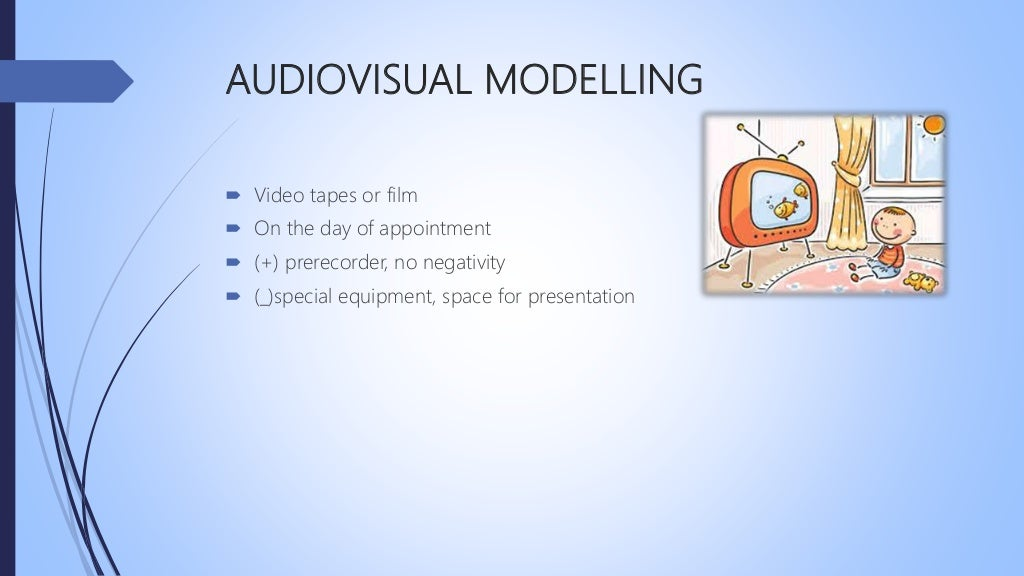 AUDIOVISUAL MODELLING
Video tapes or film
On the day of appointment
(+) prerecorder, no negativity
(_)special equipment, space for presentation